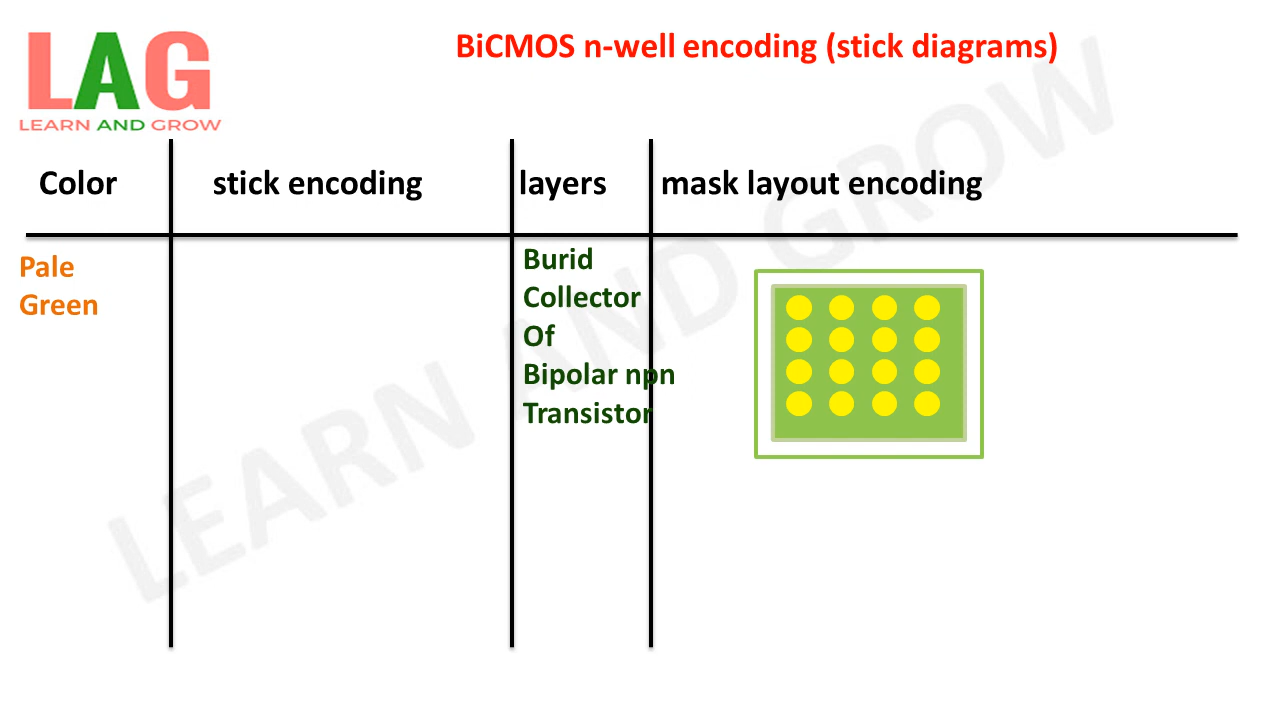 LAG
LEARN AND GROW
BiCMOS n-well encoding (stick diagrams)
Color
stick encoding
layers
mask layout encoding
Pale
Green
Burid
Collector
Of
Bipolar npn
Transistor
LEARN AND GROW